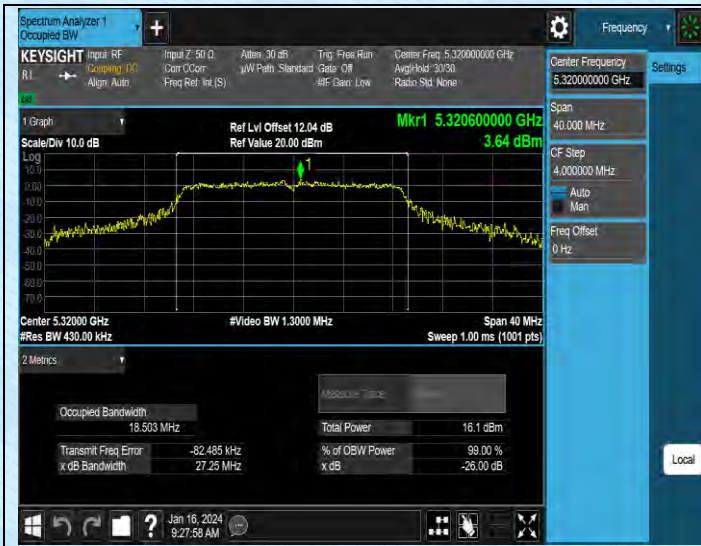 Spectrum Analyzer 1
Occupied BW
+
Frequency
KEYSIGHT
RL
Input: RF
Coupling: DC
Align: Auto
Input Z: 50 Ω
Corr CCorr
Freq Ref: Int (S)
Atten: 30 dB
µW Path: Standard
Trig: Free Run
Gate: Off
#IF Gain: Low
Center Freq: 5.320000000 GHz
Avg|Hold: 30/30
Radio Std: None
Center Frequency
5.320000000 GHz
Settings
Span
40.000 MHz
CF Step
4.000000 MHz
Auto
Man
Freq Offset
0 Hz
1 Graph
Scale/Div 10.0 dB
Ref Lvl Offset 12.04 dB
Ref Value 20.00 dBm
Mkr1 5.320600000 GHz
3.64 dBm
Log
10.0
0.00
-10.0
-20.0
-30.0
-40.0
-50.0
-60.0
-70.0
1
Center 5.32000 GHz
#Video BW 1.3000 MHz
Span 40 MHz
#Res BW 430.00 kHz
Sweep 1.00 ms (1001 pts)
2 Metrics
Measure Trace
Occupied Bandwidth
18.503 MHz
Total Power 16.1 dBm
Transmit Freq Error -82.485 kHz
% of OBW Power 99.00 %
x dB Bandwidth 27.25 MHz
x dB -26.00 dB
Local
?
Jan 16, 2024
9:27:58 AM